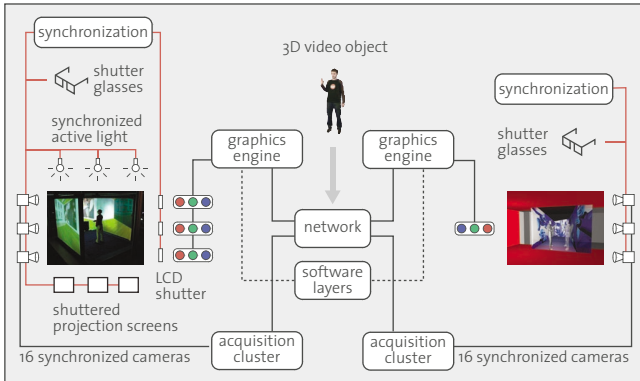 synchronization
shutter
glasses
synchronized
active light
3D video object
graphics
engine
graphics
engine
synchronization
shutter
glasses
network
software
layers
LCD
shutter
shuttered
projection screens
acquisition
cluster
acquisition
cluster
16 synchronized cameras
16 synchronized cameras